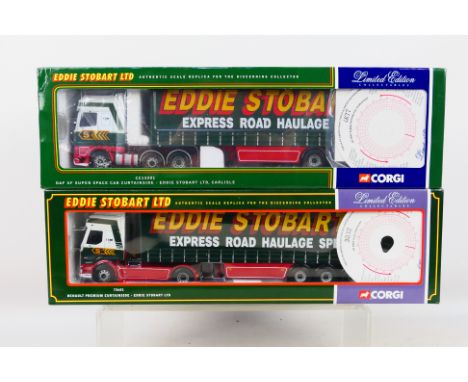 EDDIE STOBART LTD
AUTHENTIC SCALE REPLICA FOR THE DISCERNING COLLECTOR
Limited Edition
COLLECTABLES
EDDIE STOBART
EXPRESS ROAD HAULAGE
DAF XF SUPER SPACE CAB CURTAINSIDE - EDDIE STOBART LTD, CARLISLE
CORGI
EDDIE STOBART LTD
AUTHENTIC SCALE REPLICA FOR THE DISCERNING COLLECTOR
Limited Edition
COLLECTABLES
EDDIE STOBART
EXPRESS ROAD HAULAGE SPE
RENAULT PREMIUM CURTAINSIDE - EDDIE STOBART LTD
CORGI